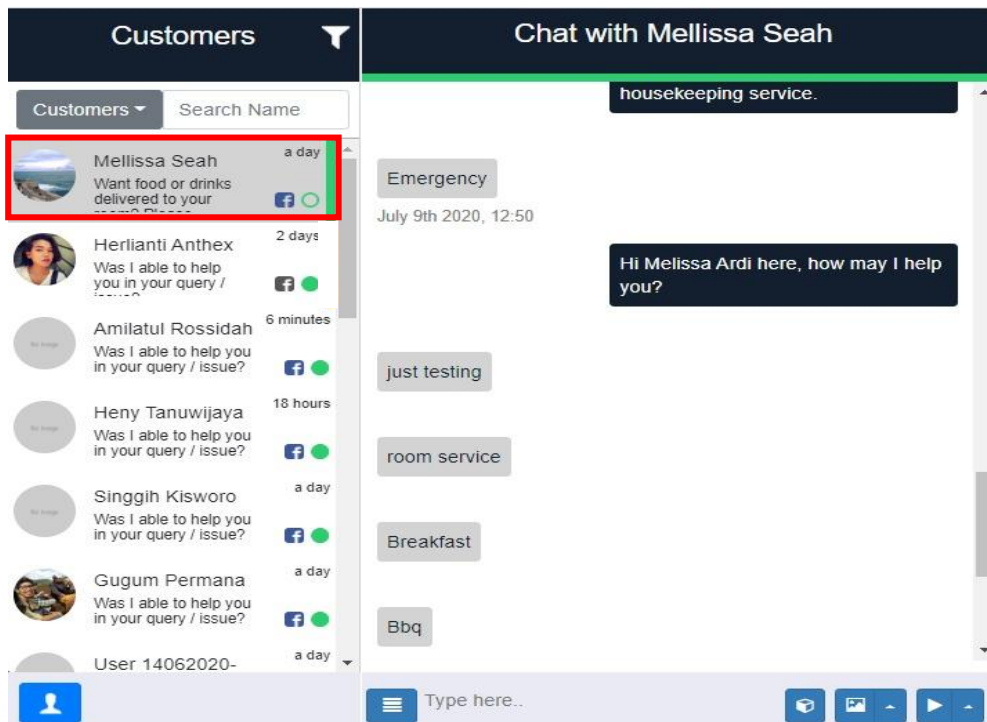 Customers
Customers
Search Name
Mellissa Seah
a day
Want food or drinks
delivered to your
room? Please
Herlianti Anthex
2 days
Was I able to help
you in your query /
issue?
Amilatul Rossidah
6 minutes
Was I able to help you
in your query / issue?
Heny Tanuwijaya
18 hours
Was I able to help you
in your query / issue?
Singgih Kisworo
a day
Was I able to help you
in your query / issue?
Gugum Permana
a day
Was I able to help you
in your query / issue?
User 14062020-
a day
Chat with Mellissa Seah
housekeeping service.
Emergency
July 9th 2020, 12:50
Hi Melissa Ardi here, how may I help
you?
just testing
room service
Breakfast
Bbq
Type here..